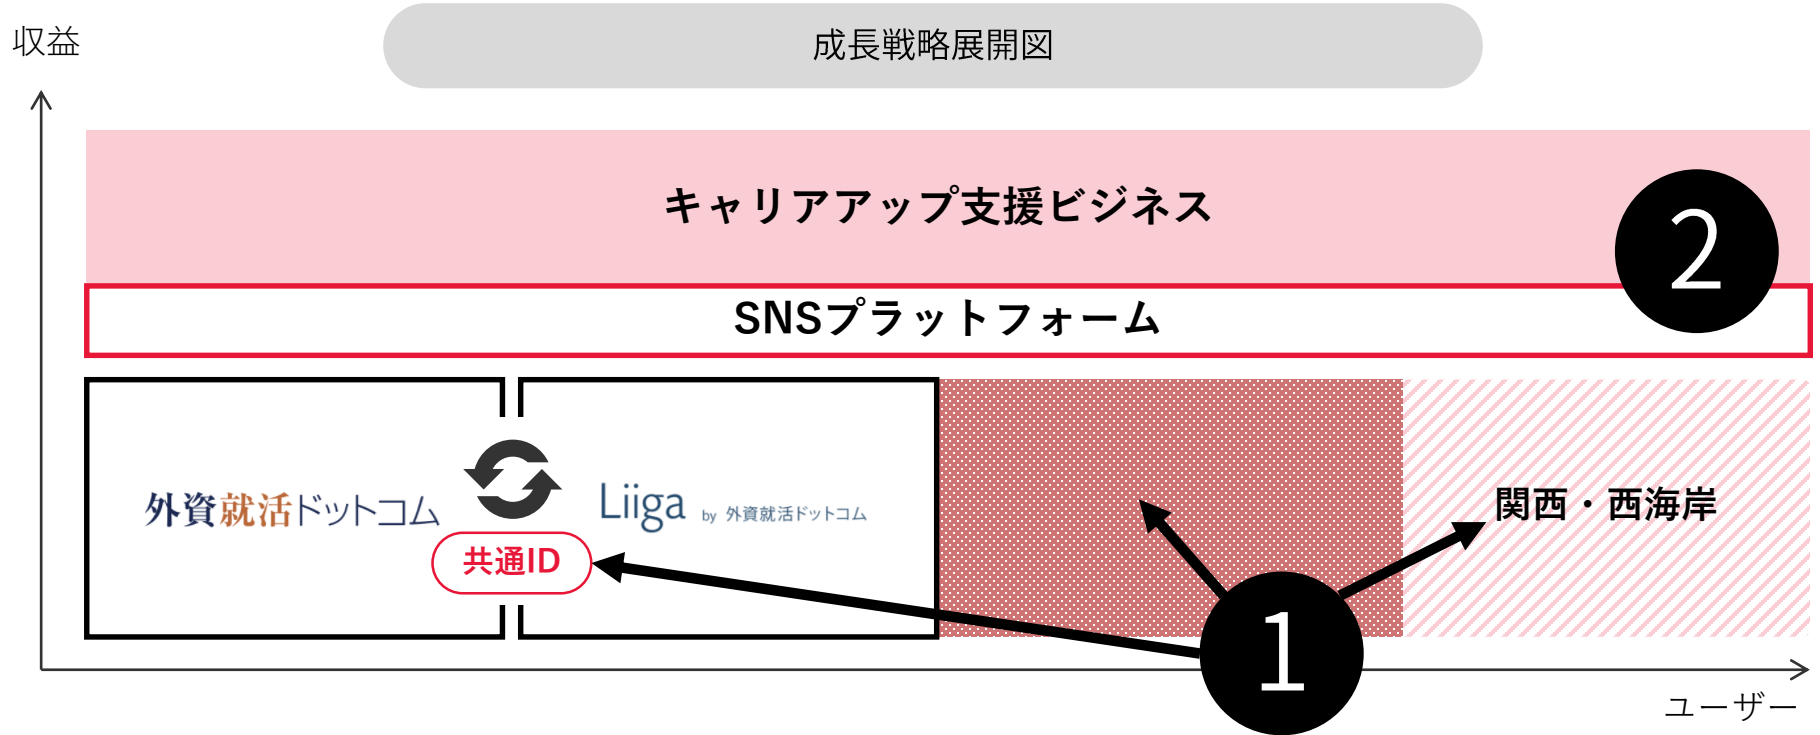 収益
成長戦略展開図
キャリアアップ支援ビジネス
2
SNSプラットフォーム
外資就活ドットコム
Liiga by 外資就活ドットコム
関西・西海岸
共通ID
1
ユーザー